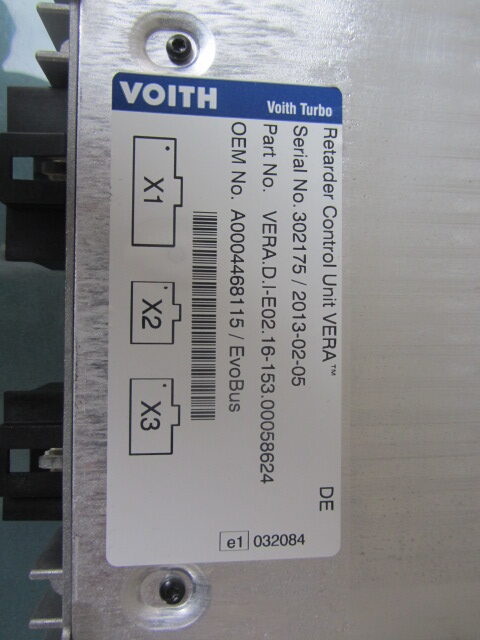 VOITH
Voith Turbo
Retarder Control Unit VERA™ DE
Serial No. 302175 / 2013-02-05
Part No. VERA.D.I-E02.16-153.00058624
OEM No. A0004468115 / EvoBus
X1 X2 X3
e1 032084